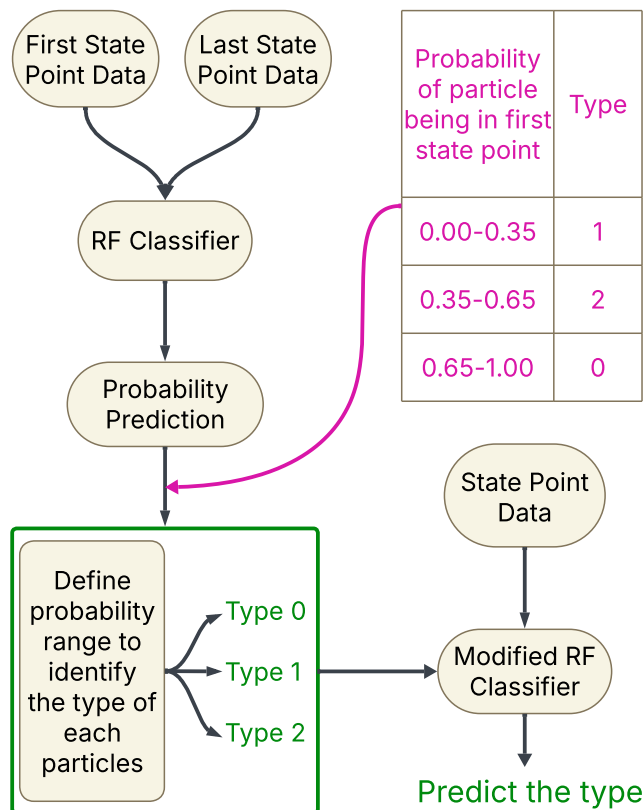 First State
Point Data
Last State
Point Data
RF Classifier
Probability
Prediction
Probability
of particle
being in first
state point
Type
0.00-0.35
1
0.35-0.65
2
0.65-1.00
0
State Point
Data
Define
probability
range to
identify
the type of
each
particles
Type 0
Type 1
Type 2
Modified RF
Classifier
Predict the type